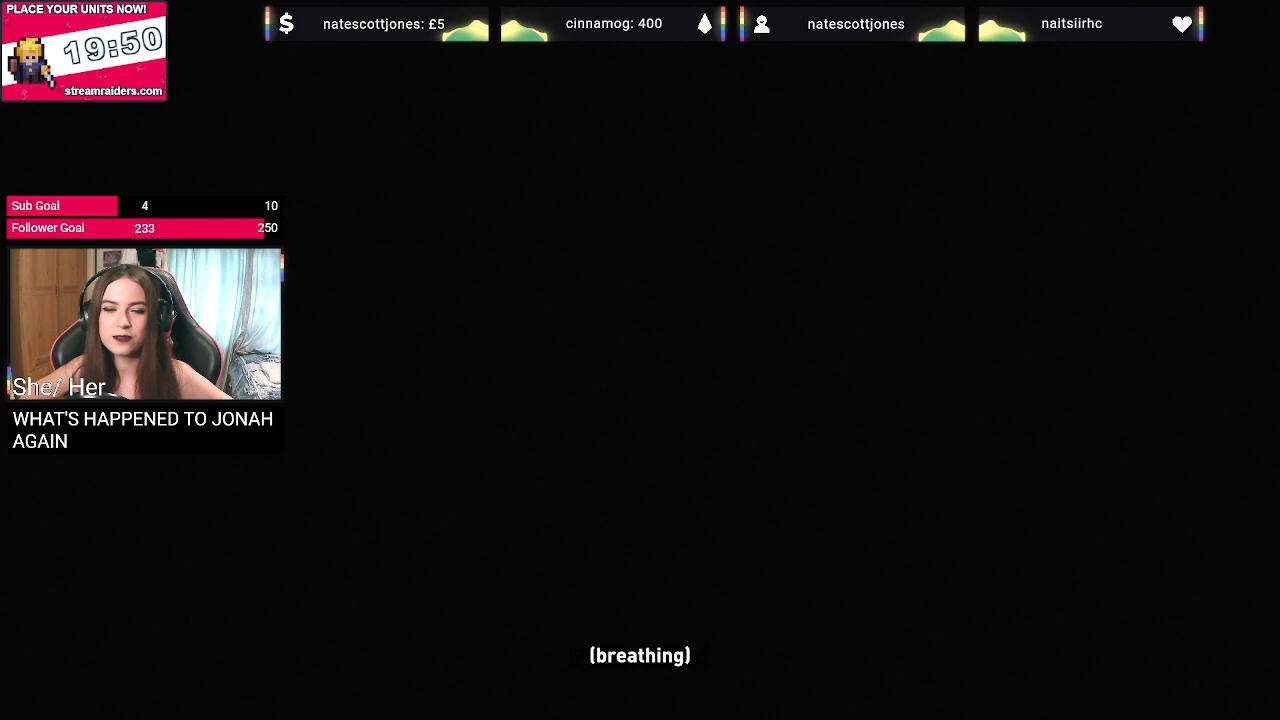 PLACE YOUR UNITS NOW!
19:50
streamraiders.com
natescottjones: £5
cinnamog: 400
natescottjones
naitsiirhc
Sub Goal 4 10
Follower Goal 233 250
She/ Her
WHAT'S HAPPENED TO JONAH
AGAIN
(breathing)